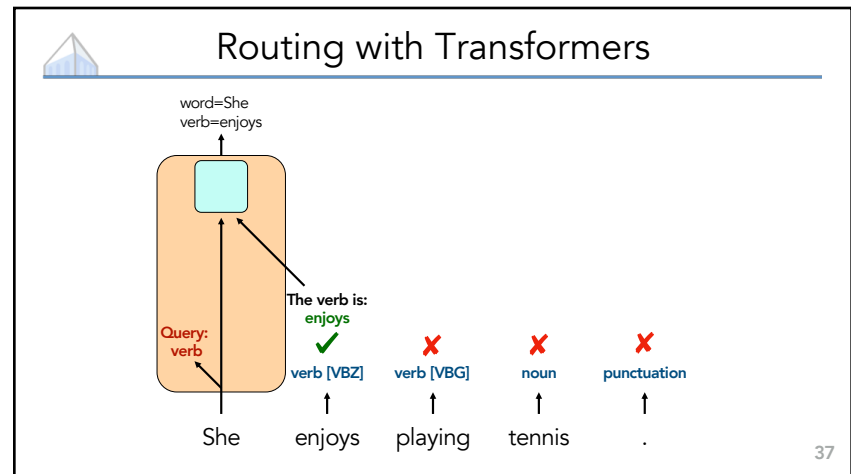 Routing with Transformers
word=She
verb=enjoys
The verb is:
enjoys
Query:
verb
✓ ✗ ✗ ✗
verb [VBZ] verb [VBG] noun punctuation
She enjoys playing tennis .
37